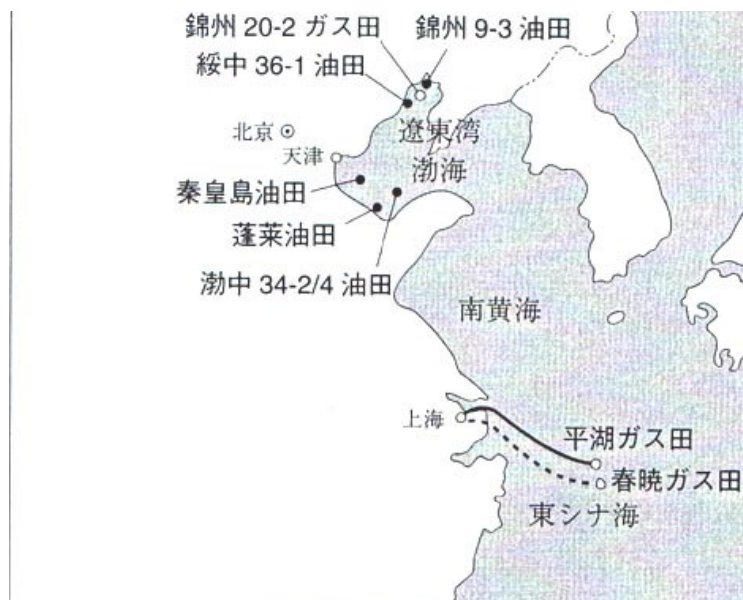 錦州 20-2 ガス田
錦州 9-3 油田
綏中 36-1 油田
北京
遼東湾
天津
渤海
秦皇島油田
蓬莱油田
渤中 34-2/4 油田
南黄海
上海
平湖ガス田
春暁ガス田
東シナ海